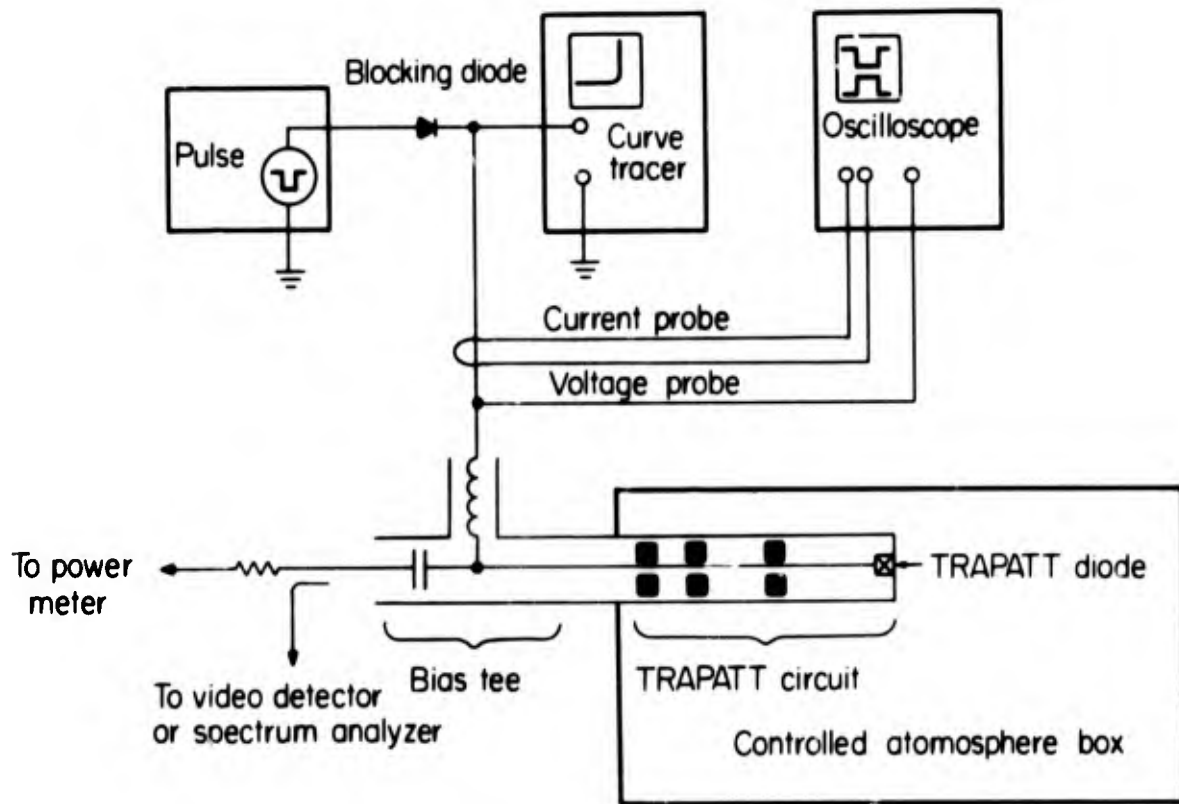 Blocking diode
Pulse
Curve
tracer
Oscilloscope
Current probe
Voltage probe
To power
meter
TRAPATT diode
Bias tee
TRAPATT circuit
To video detector
or spectrum analyzer
Controlled atomosphere box